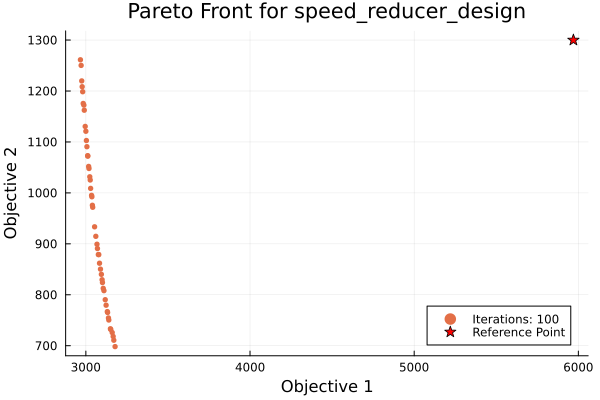 Pareto Front for speed_reducer_design
Objective 2
1300
1200
1100
1000
900
800
700
3000
4000
5000
6000
Objective 1
Iterations: 100
Reference Point